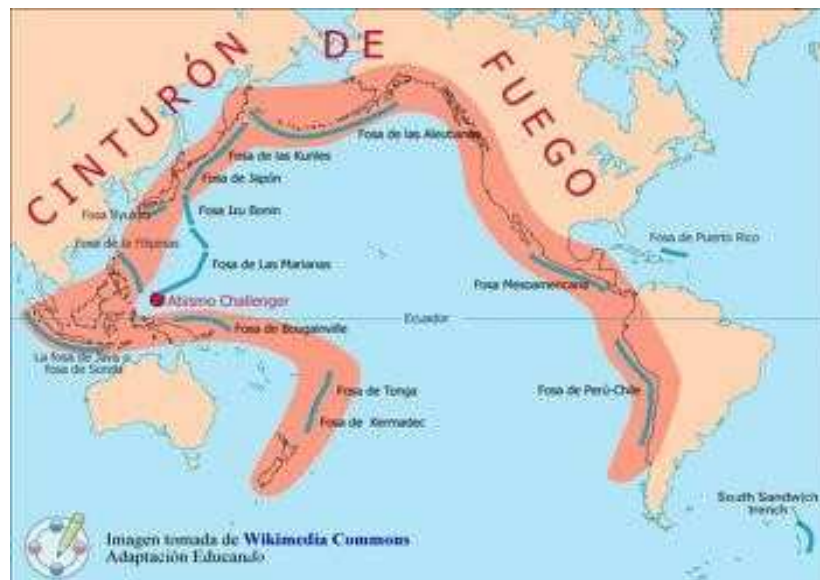 CINTURÓN DE FUEGO
Fosa de las Aleutianas
Fosa de las Kuriles
Fosa de Japón
Fosa Izu Bonin
Fosa Ryukyu
Fosa de la Filipinas
Fosa de Las Marianas
Fosa de Puerto Rico
Fosa Mesoamericana
Abismo Challenger
Ecuador
Fosa de Bougainville
La fosa de Java o
fosa de Sonda
Fosa de Tonga
Fosa de Perú-Chile
Fosa de Kermadec
South Sandwich
trench
Imagen tomada de Wikimedia Commons
Adaptación Educando